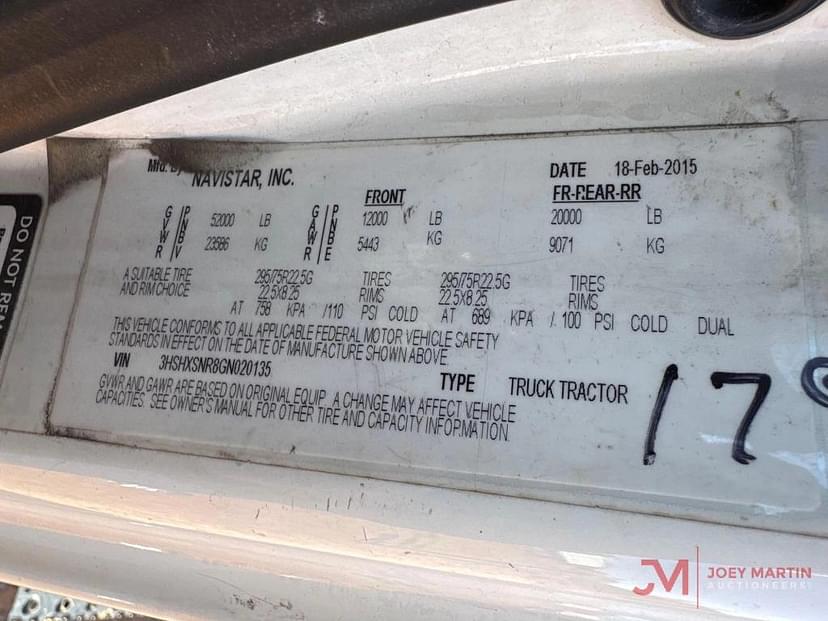 Mfd. By NAVISTAR, INC. DATE 18-Feb-2015
FRONT FR-REAR-RR
GVWR / PNBV 52000 LB GAWR / PNBE 12000 LB 20000 LB
23586 KG 5443 KG 9071 KG
A SUITABLE TIRE 295/75R22.5G TIRES 295/75R22.5G TIRES
AND RIM CHOICE 22.5X8.25 RIMS 22.5X8.25 RIMS
AT 758 KPA /110 PSI COLD AT 689 KPA /100 PSI COLD DUAL
THIS VEHICLE CONFORMS TO ALL APPLICABLE FEDERAL MOTOR VEHICLE SAFETY
STANDARDS IN EFFECT ON THE DATE OF MANUFACTURE SHOWN ABOVE.
VIN 3HSHXSNR8GN020135 TYPE TRUCK TRACTOR
GVWR AND GAWR ARE BASED ON ORIGINAL EQUIP. A CHANGE MAY AFFECT VEHICLE
CAPACITIES. SEE OWNER'S MANUAL FOR OTHER TIRE AND CAPACITY INFORMATION.
17
DO NOT
JM JOEY MARTIN
AUCTIONEERS